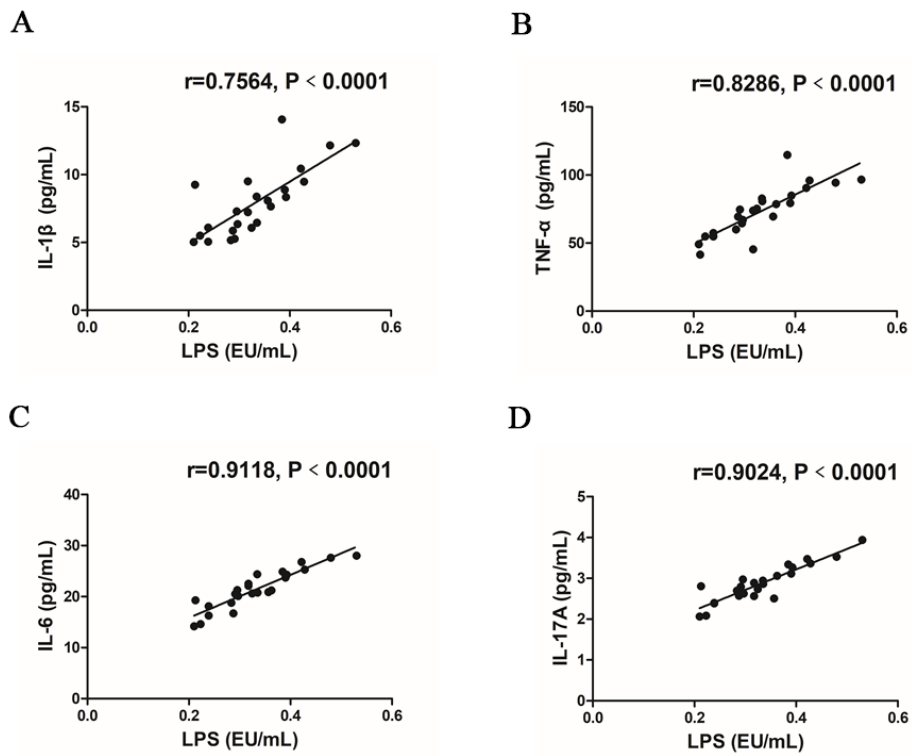 A
r=0.7564, P < 0.0001
IL-1β (pg/mL)
15
10
5
0
0.0
0.2
0.4
0.6
LPS (EU/mL)
B
r=0.8286, P < 0.0001
TNF-α (pg/mL)
150
100
50
0
0.0
0.2
0.4
0.6
LPS (EU/mL)
C
r=0.9118, P < 0.0001
IL-6 (pg/mL)
40
30
20
10
0
0.0
0.2
0.4
0.6
LPS (EU/mL)
D
r=0.9024, P < 0.0001
IL-17A (pg/mL)
5
4
3
2
1
0
0.0
0.2
0.4
0.6
LPS (EU/mL)